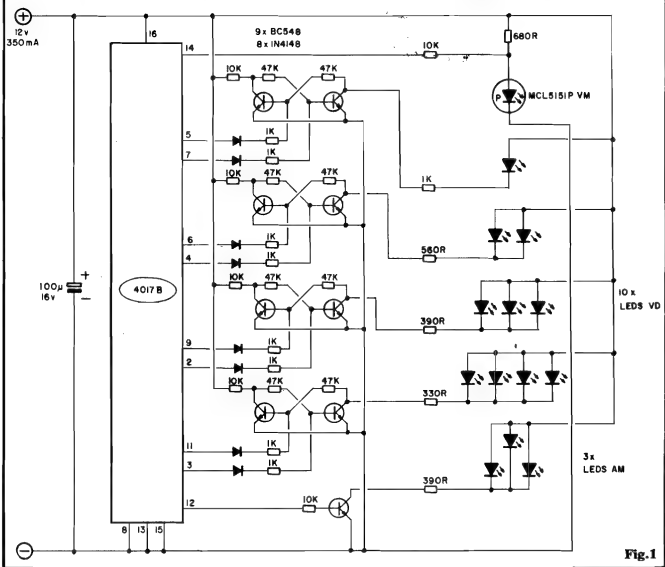 12v
350mA
16
14
9x BC548
8x 1N4148
10K
680R
MCL5151P VM
P
10K
47K
47K
1K
5
7
1K
1K
10K
47K
47K
560R
6
1K
4
1K
100µ
16v
+
−
4017B
10K
47K
47K
390R
10x
LEDS VD
9
1K
2
1K
10K
47K
47K
330R
11
1K
3
1K
3x
LEDS AM
12
10K
390R
8
13
15
Fig.1